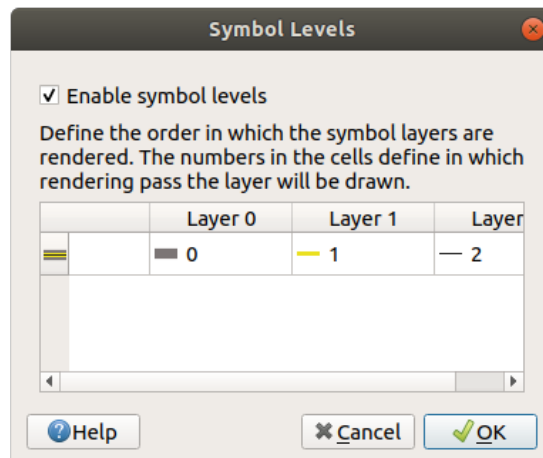 Symbol Levels
Enable symbol levels
Define the order in which the symbol layers are
rendered. The numbers in the cells define in which
rendering pass the layer will be drawn.
Layer 0 Layer 1 Layer
0 1 2
Help Cancel OK